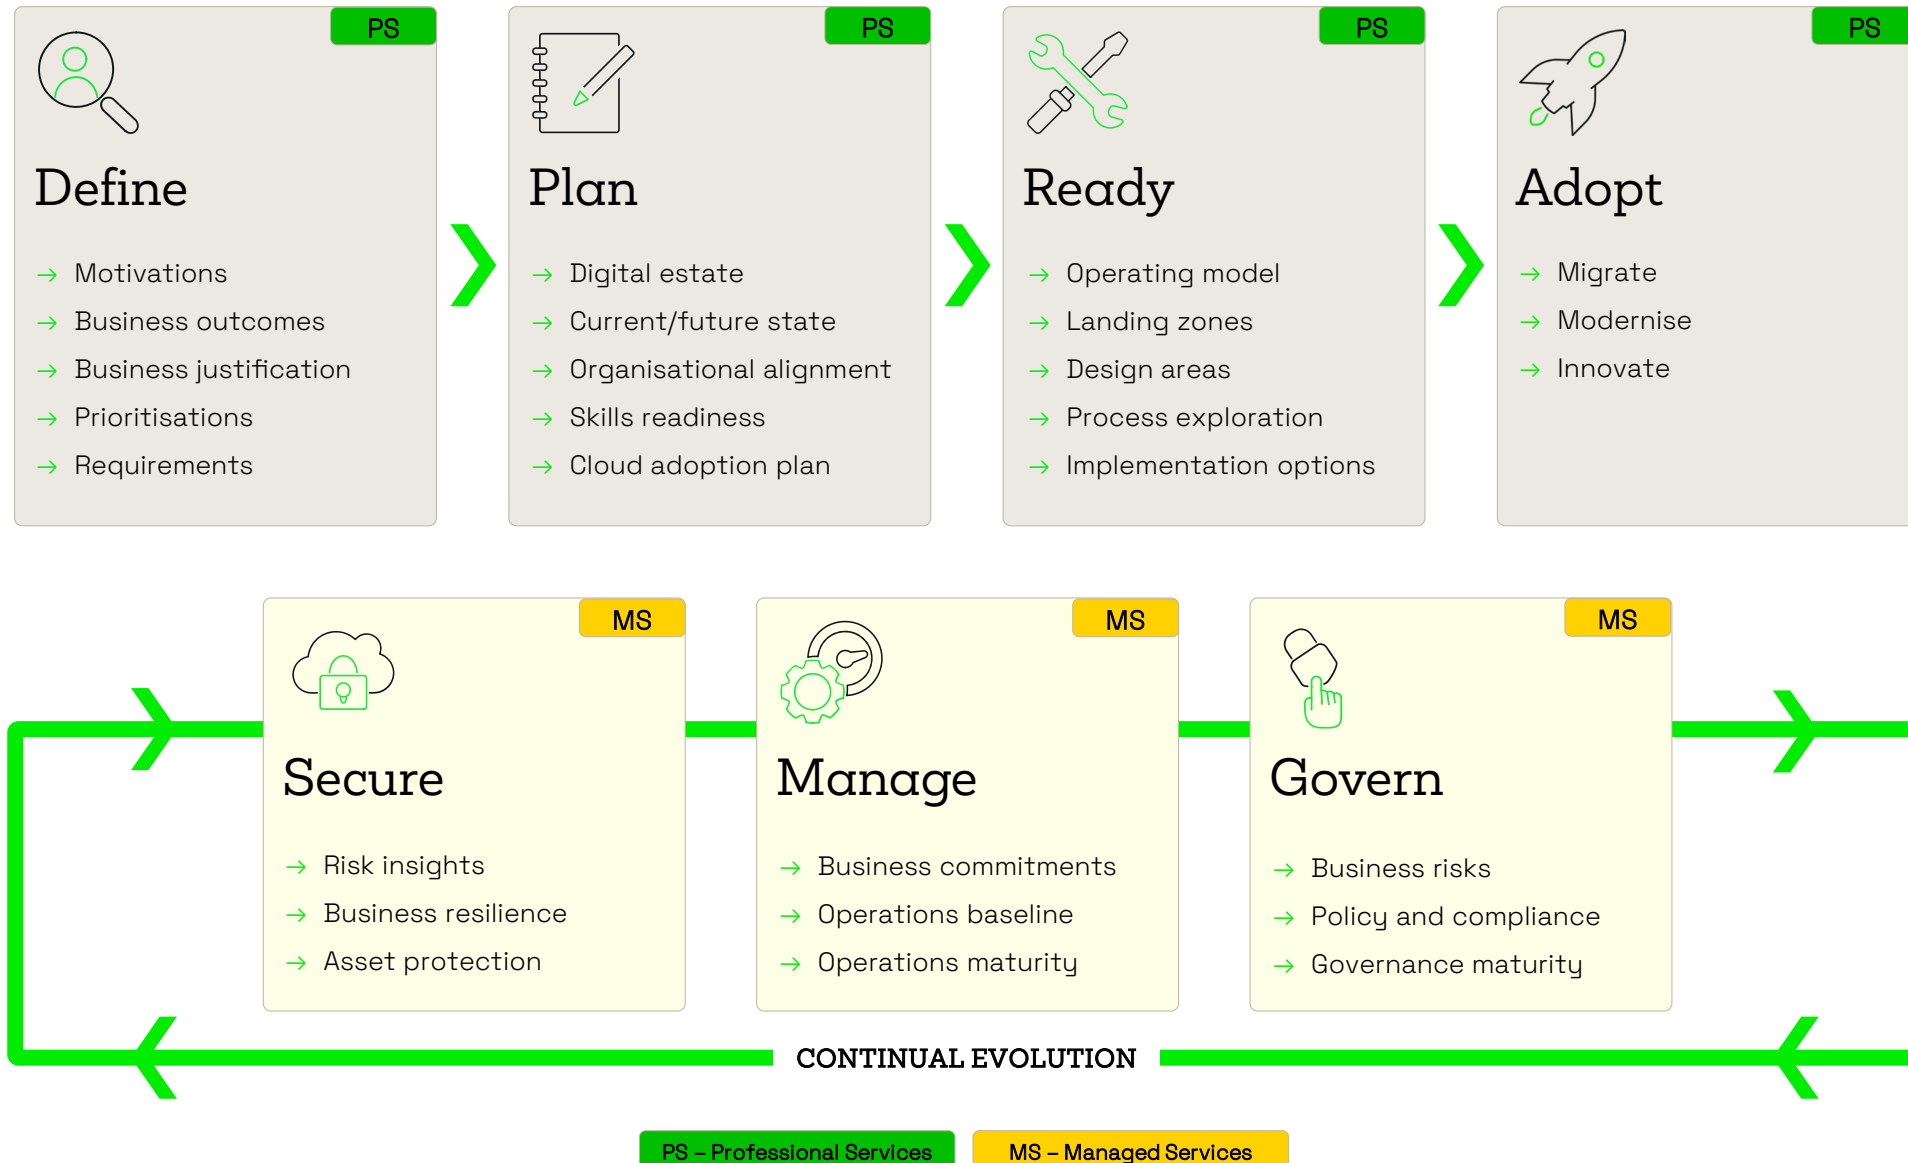 PS
Define
Motivations
Business outcomes
Business justification
Prioritisations
Requirements
PS
Plan
Digital estate
Current/future state
Organisational alignment
Skills readiness
Cloud adoption plan
PS
Ready
Operating model
Landing zones
Design areas
Process exploration
Implementation options
PS
Adopt
Migrate
Modernise
Innovate
MS
Secure
Risk insights
Business resilience
Asset protection
MS
Manage
Business commitments
Operations baseline
Operations maturity
MS
Govern
Business risks
Policy and compliance
Governance maturity
CONTINUAL EVOLUTION
PS – Professional Services
MS – Managed Services